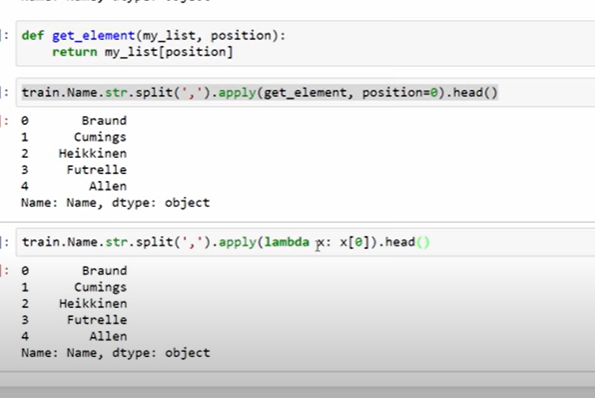 ]: def get_element(my_list, position):
return my_list[position]
]: train.Name.str.split(',').apply(get_element, position=0).head()
]: 0 Braund
1 Cumings
2 Heikkinen
3 Futrelle
4 Allen
Name: Name, dtype: object
]: train.Name.str.split(',').apply(lambda x: x[0]).head()
]: 0 Braund
1 Cumings
2 Heikkinen
3 Futrelle
4 Allen
Name: Name, dtype: object